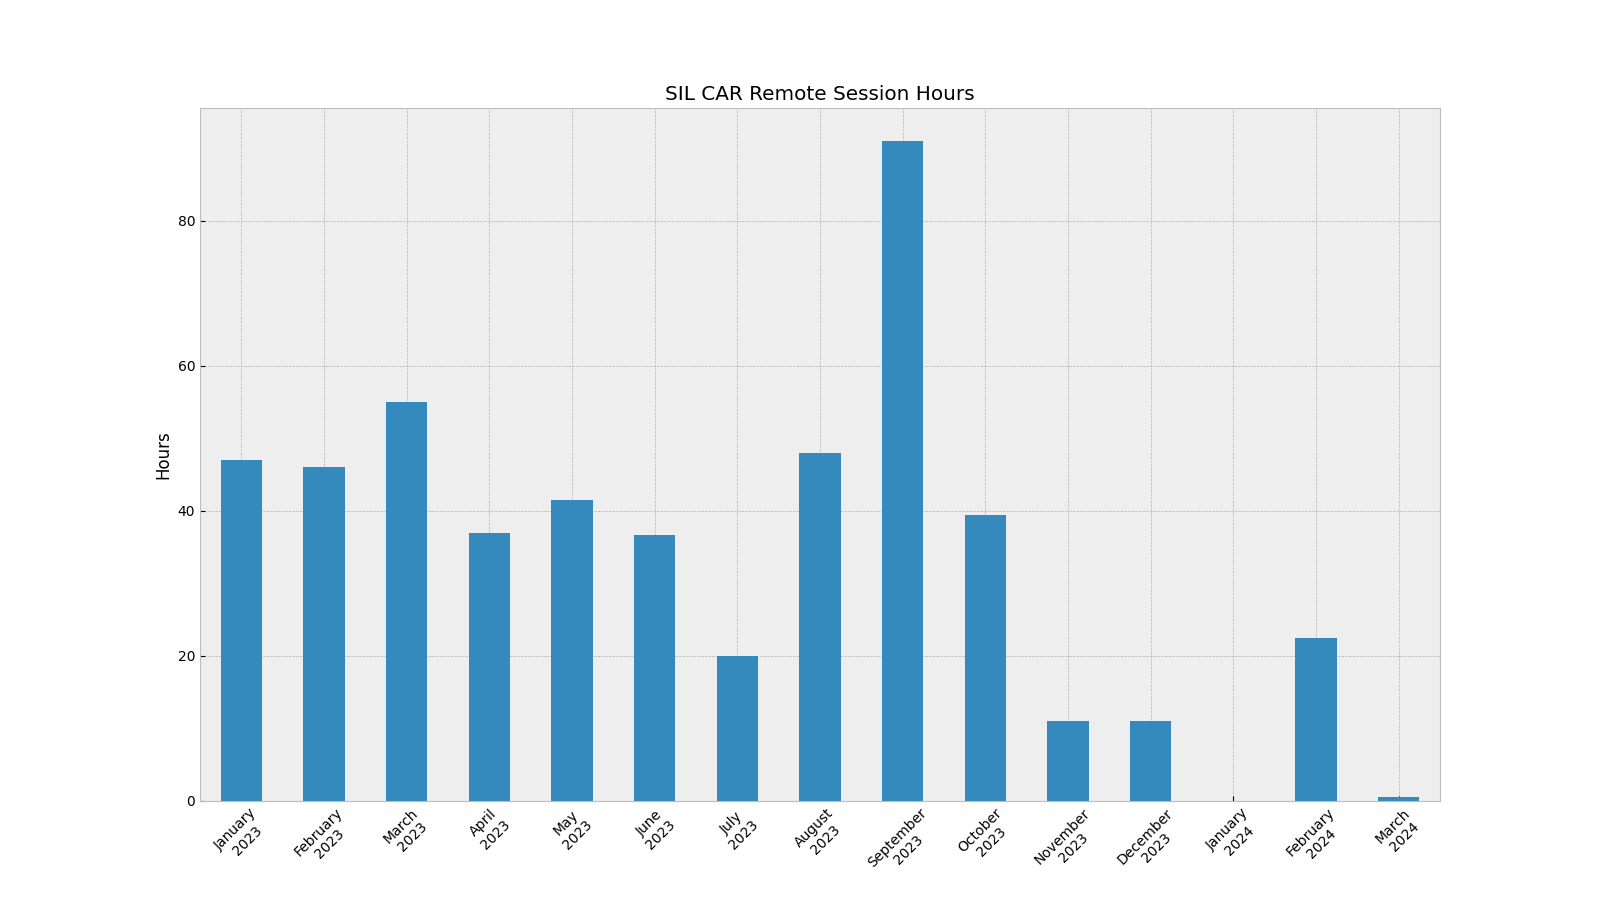 SIL CAR Remote Session Hours
Hours
80
60
40
20
0
January
2023
February
2023
March
2023
April
2023
May
2023
June
2023
July
2023
August
2023
September
2023
October
2023
November
2023
December
2023
January
2024
February
2024
March
2024